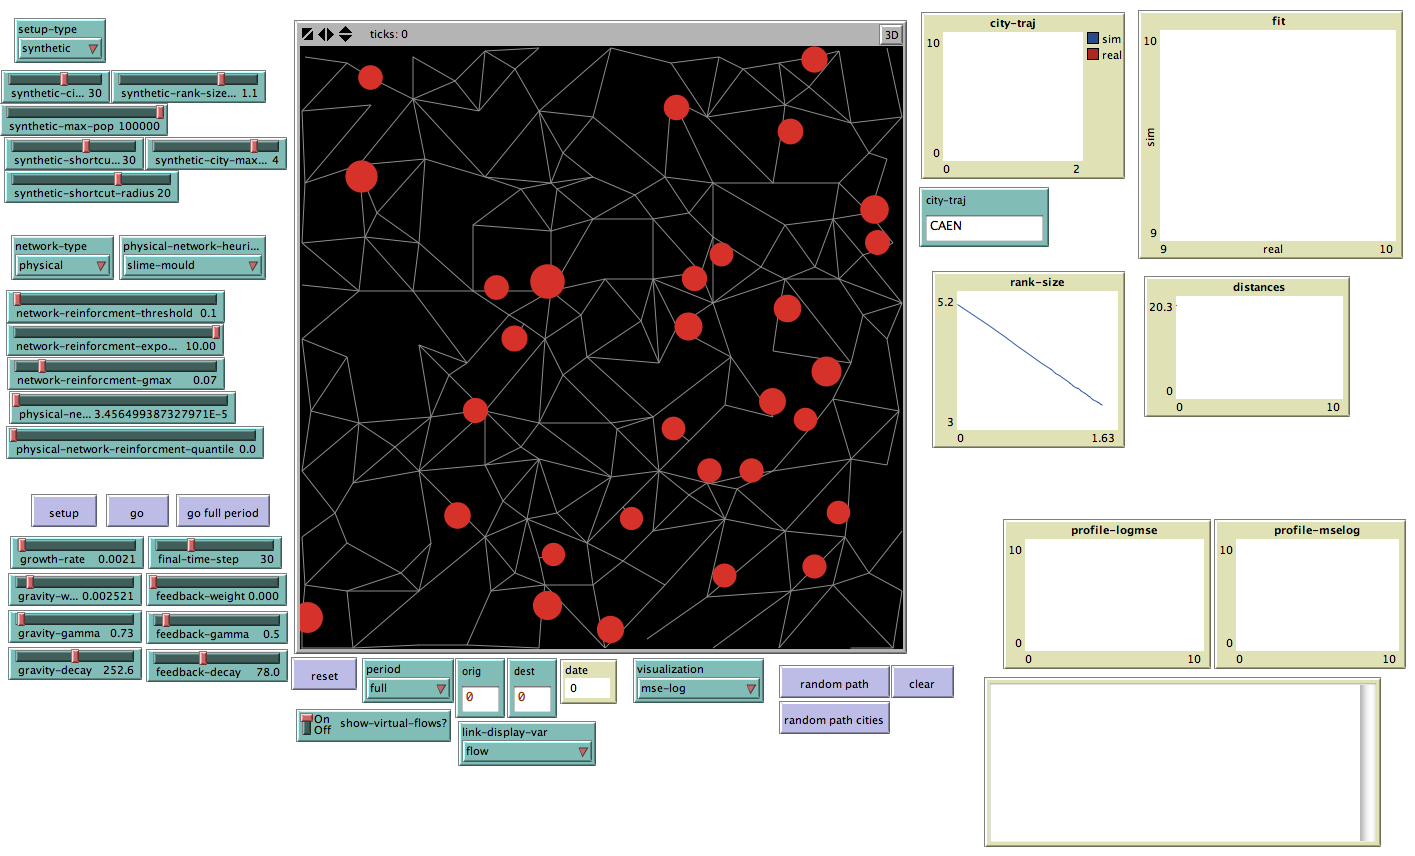 setup-type
synthetic
synthetic-ci... 30
synthetic-rank-size... 1.1
synthetic-max-pop 100000
synthetic-shortcu... 30
synthetic-city-max... 4
synthetic-shortcut-radius 20
network-type
physical
physical-network-heuri...
slime-mould
network-reinforcment-threshold 0.1
network-reinforcment-expo... 10.00
network-reinforcment-gmax 0.07
physical-ne... 3.456499387327971E-5
physical-network-reinforcment-quantile 0.0
setup
go
go full period
growth-rate 0.0021
final-time-step 30
gravity-w... 0.002521
feedback-weight 0.000
gravity-gamma 0.73
feedback-gamma 0.5
gravity-decay 252.6
feedback-decay 78.0
ticks: 0
3D
reset
period
full
orig
0
dest
0
date
0
visualization
mse-log
random path
clear
random path cities
On
Off
show-virtual-flows?
link-display-var
flow
city-traj
10
0
0
2
sim
real
city-traj
CAEN
fit
10
sim
9
9
real
10
rank-size
5.2
3
0
1.63
distances
20.3
0
0
10
profile-logmse
10
0
0
10
profile-mselog
10
0
0
10